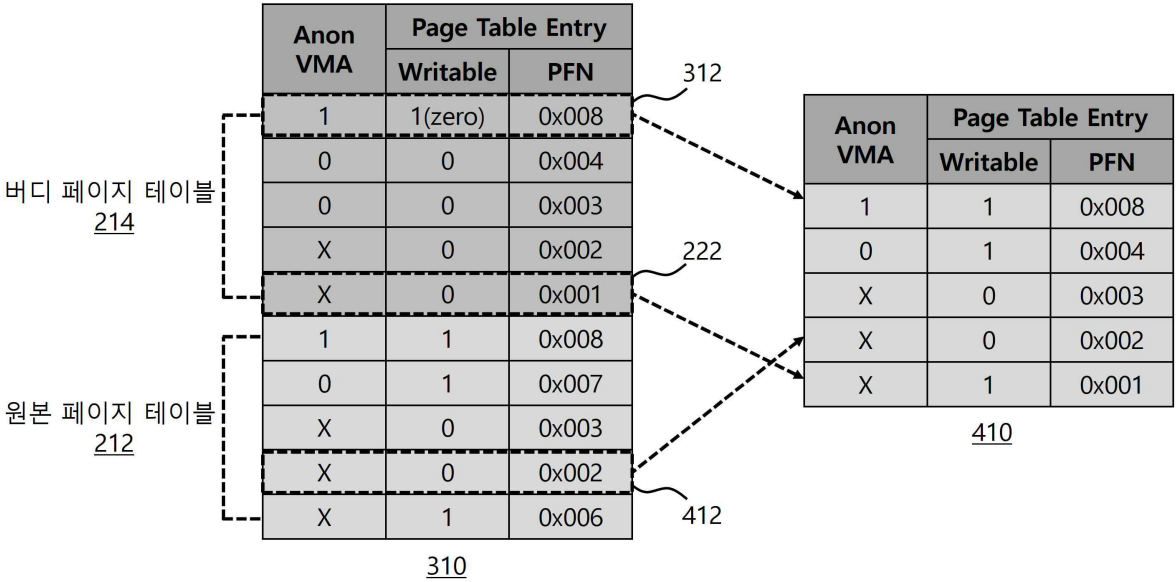 Anon VMA | Page Table Entry
Writable | PFN
1 | 1(zero) | 0x008
0 | 0 | 0x004
0 | 0 | 0x003
X | 0 | 0x002
X | 0 | 0x001
1 | 1 | 0x008
0 | 1 | 0x007
X | 0 | 0x003
X | 0 | 0x002
X | 1 | 0x006
310
버디 페이지 테이블
214
원본 페이지 테이블
212
312
222
412
Anon VMA | Page Table Entry
Writable | PFN
1 | 1 | 0x008
0 | 1 | 0x004
X | 0 | 0x003
X | 0 | 0x002
X | 1 | 0x001
410